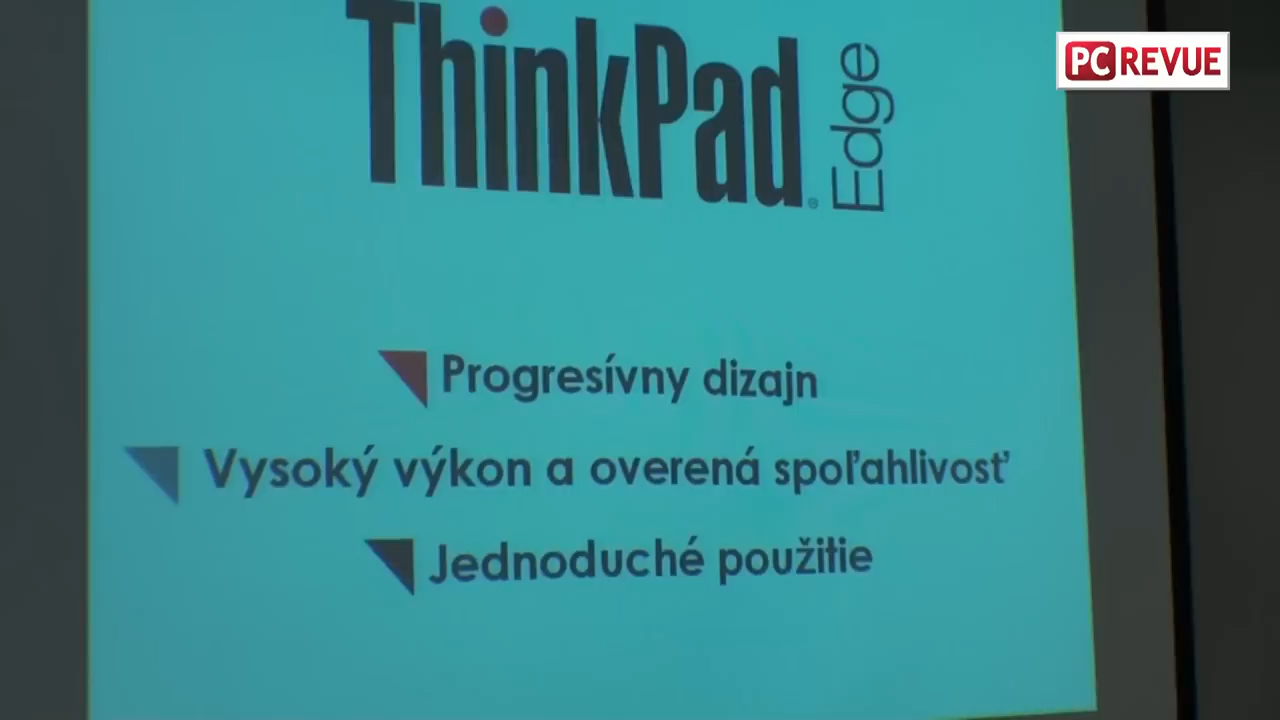 PC REVUE
ThinkPad® Edge
Progresívny dizajn
Vysoký výkon a overená spoľahlivosť
Jednoduché použitie